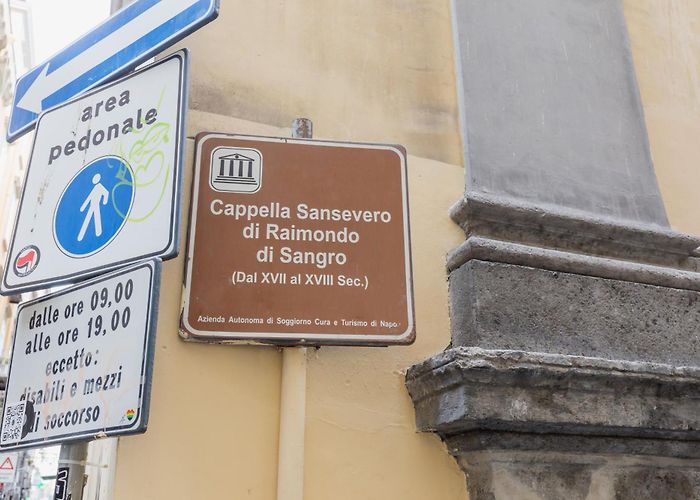 area
pedonale
dalle ore 09,00
alle ore 19,00
eccetto:
disabili e mezzi
di soccorso
Cappella Sansevero
di Raimondo
di Sangro
(Dal XVII al XVIII Sec.)
Azienda Autonoma di Soggiorno Cura e Turismo di Napo